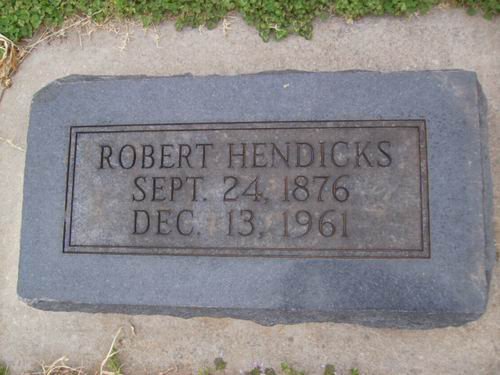 ROBERT HENDICKS
SEPT. 24, 1876
DEC. 13, 1961